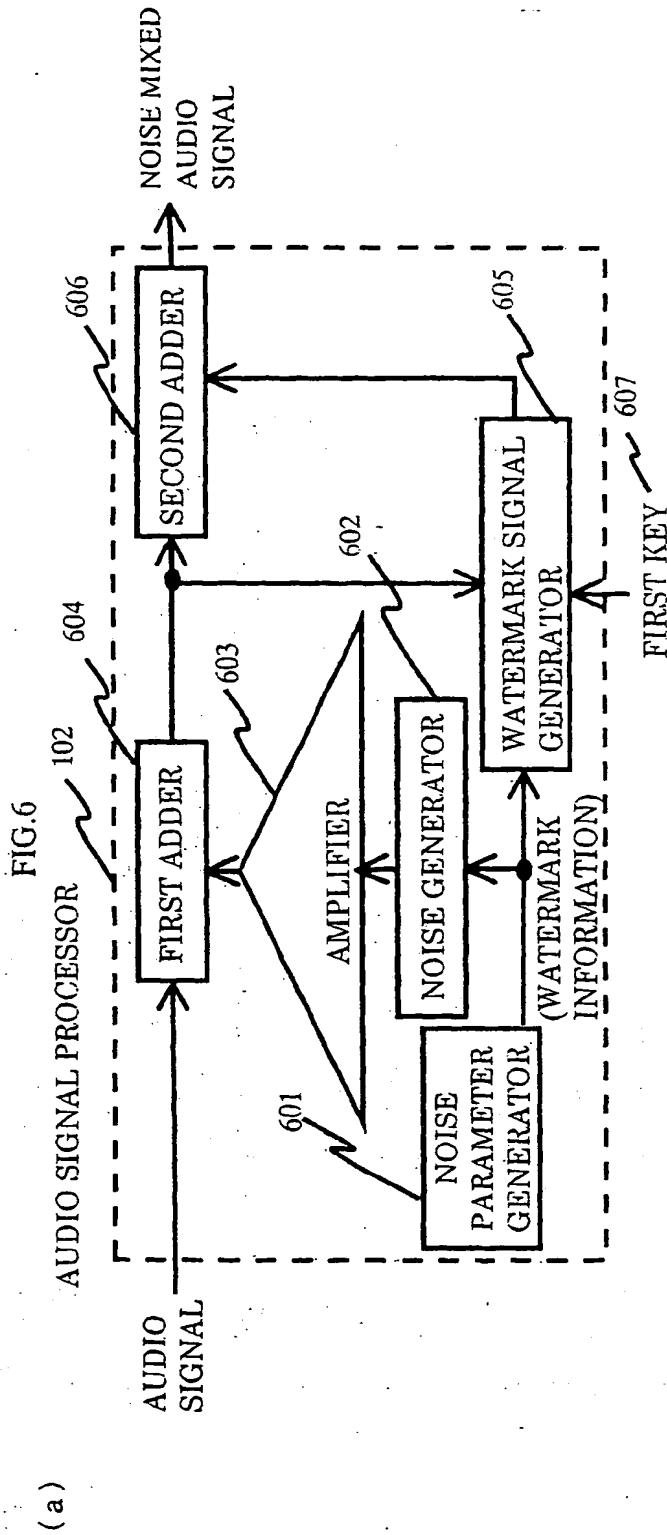 FIG.6
(a)
AUDIO SIGNAL PROCESSOR
102
AUDIO
SIGNAL
604
FIRST ADDER
606
SECOND ADDER
NOISE MIXED
AUDIO
SIGNAL
603
AMPLIFIER
601
NOISE
PARAMETER
GENERATOR
602
NOISE GENERATOR
(WATERMARK
INFORMATION)
605
WATERMARK SIGNAL
GENERATOR
607
FIRST KEY